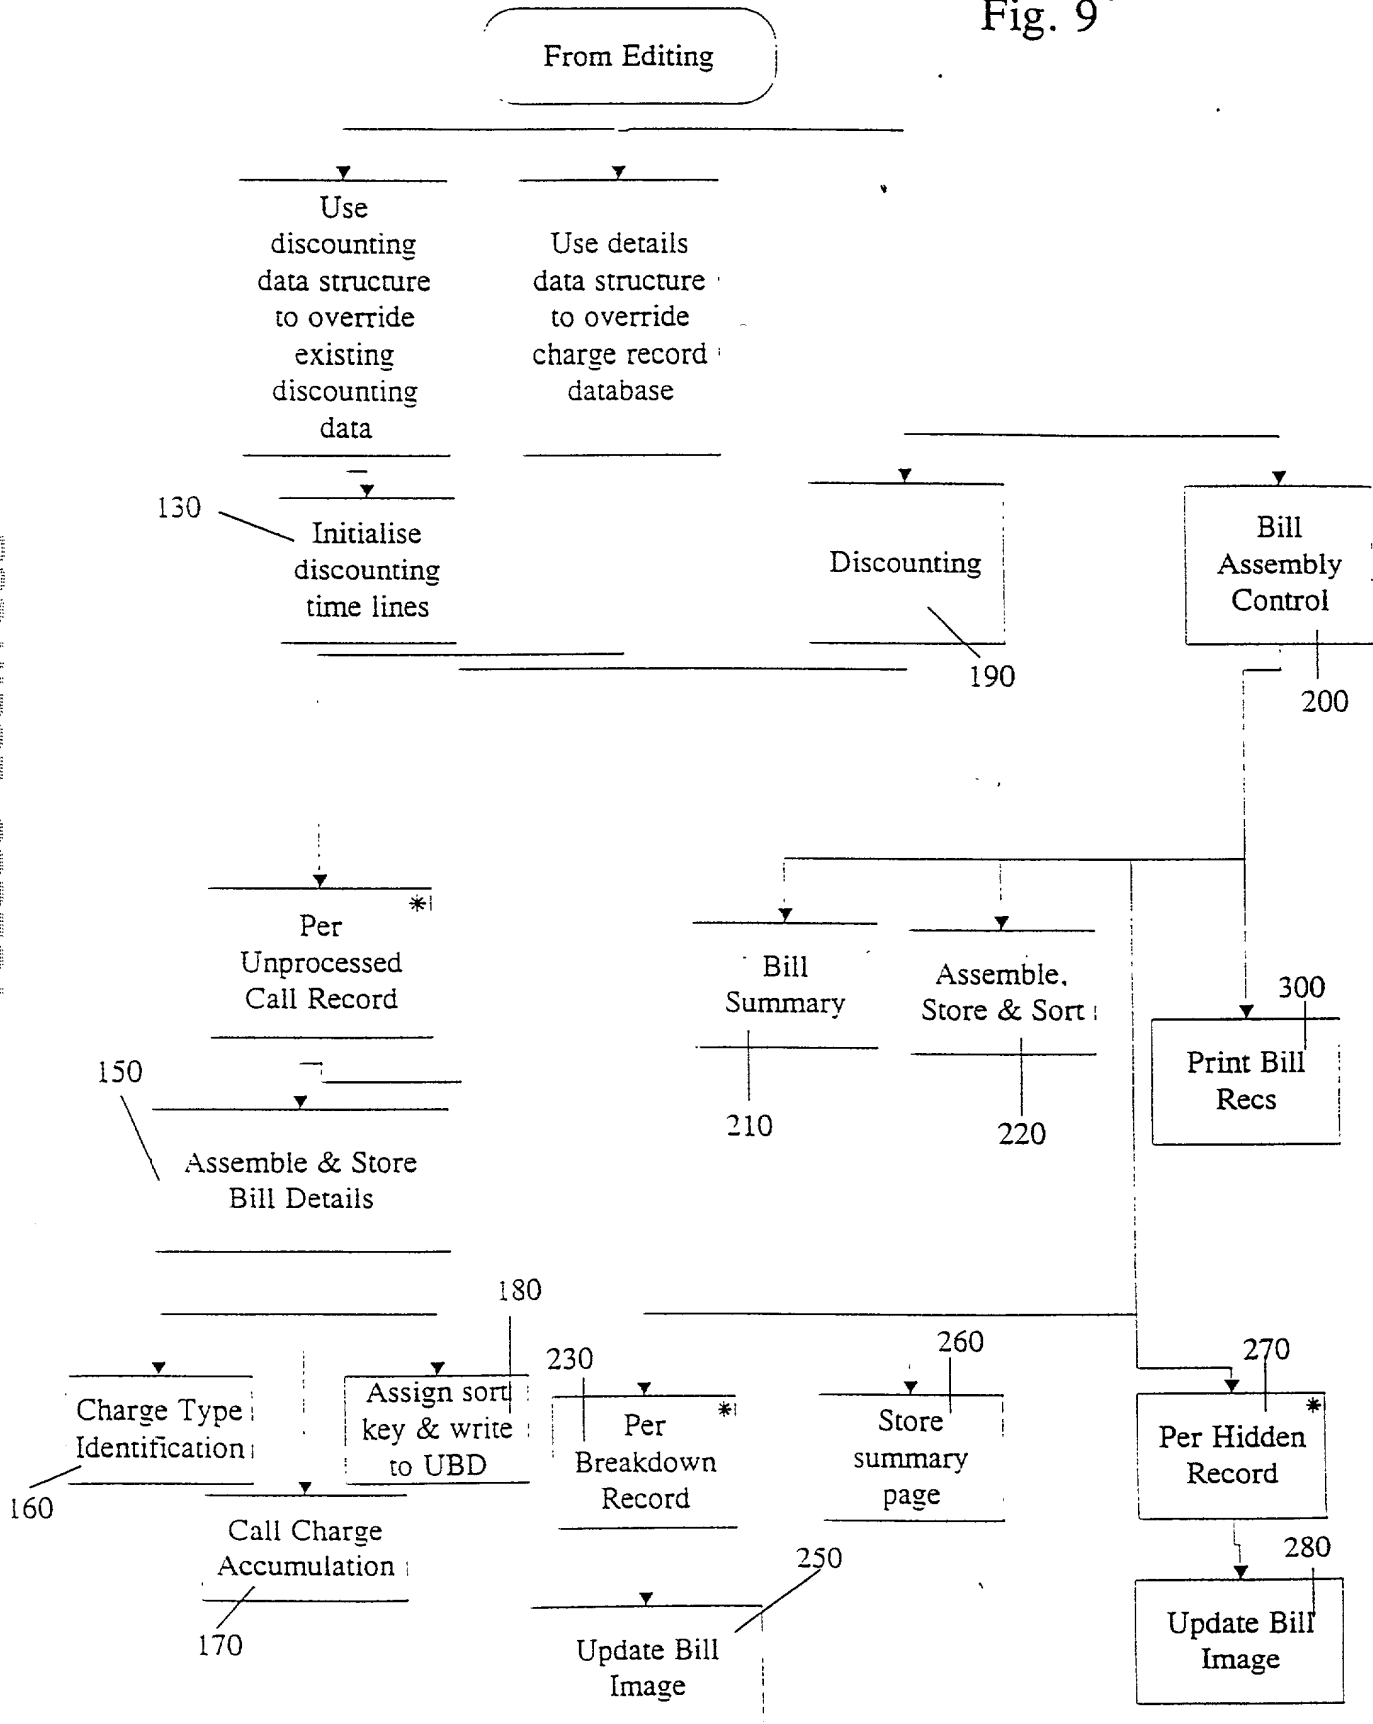 Fig. 9
From Editing
Use
discounting
data structure
to override
existing
discounting
data
Use details
data structure
to override
charge record
database
130
Initialise
discounting
time lines
Discounting
190
Bill
Assembly
Control
200
*
Per
Unprocessed
Call Record
Bill
Summary
210
Assemble,
Store & Sort
220
300
Print Bill
Recs
150
Assemble & Store
Bill Details
180
Charge Type
Identification
160
Assign sort
key & write
to UBD
Call Charge
Accumulation
170
230
*
Per
Breakdown
Record
260
Store
summary
page
270
*
Per Hidden
Record
250
Update Bill
Image
280
Update Bill
Image